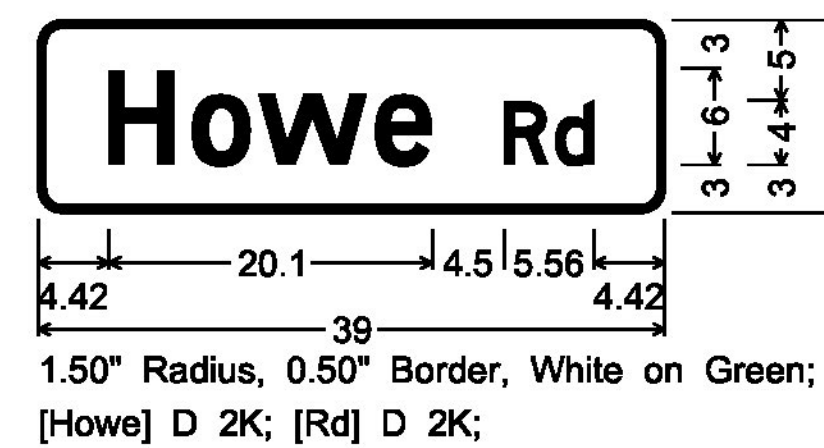 Howe Rd
3 6 3
5 4 3
20.1 4.5 5.56
4.42 4.42
39
1.50" Radius, 0.50" Border, White on Green;
[Howe] D 2K; [Rd] D 2K;